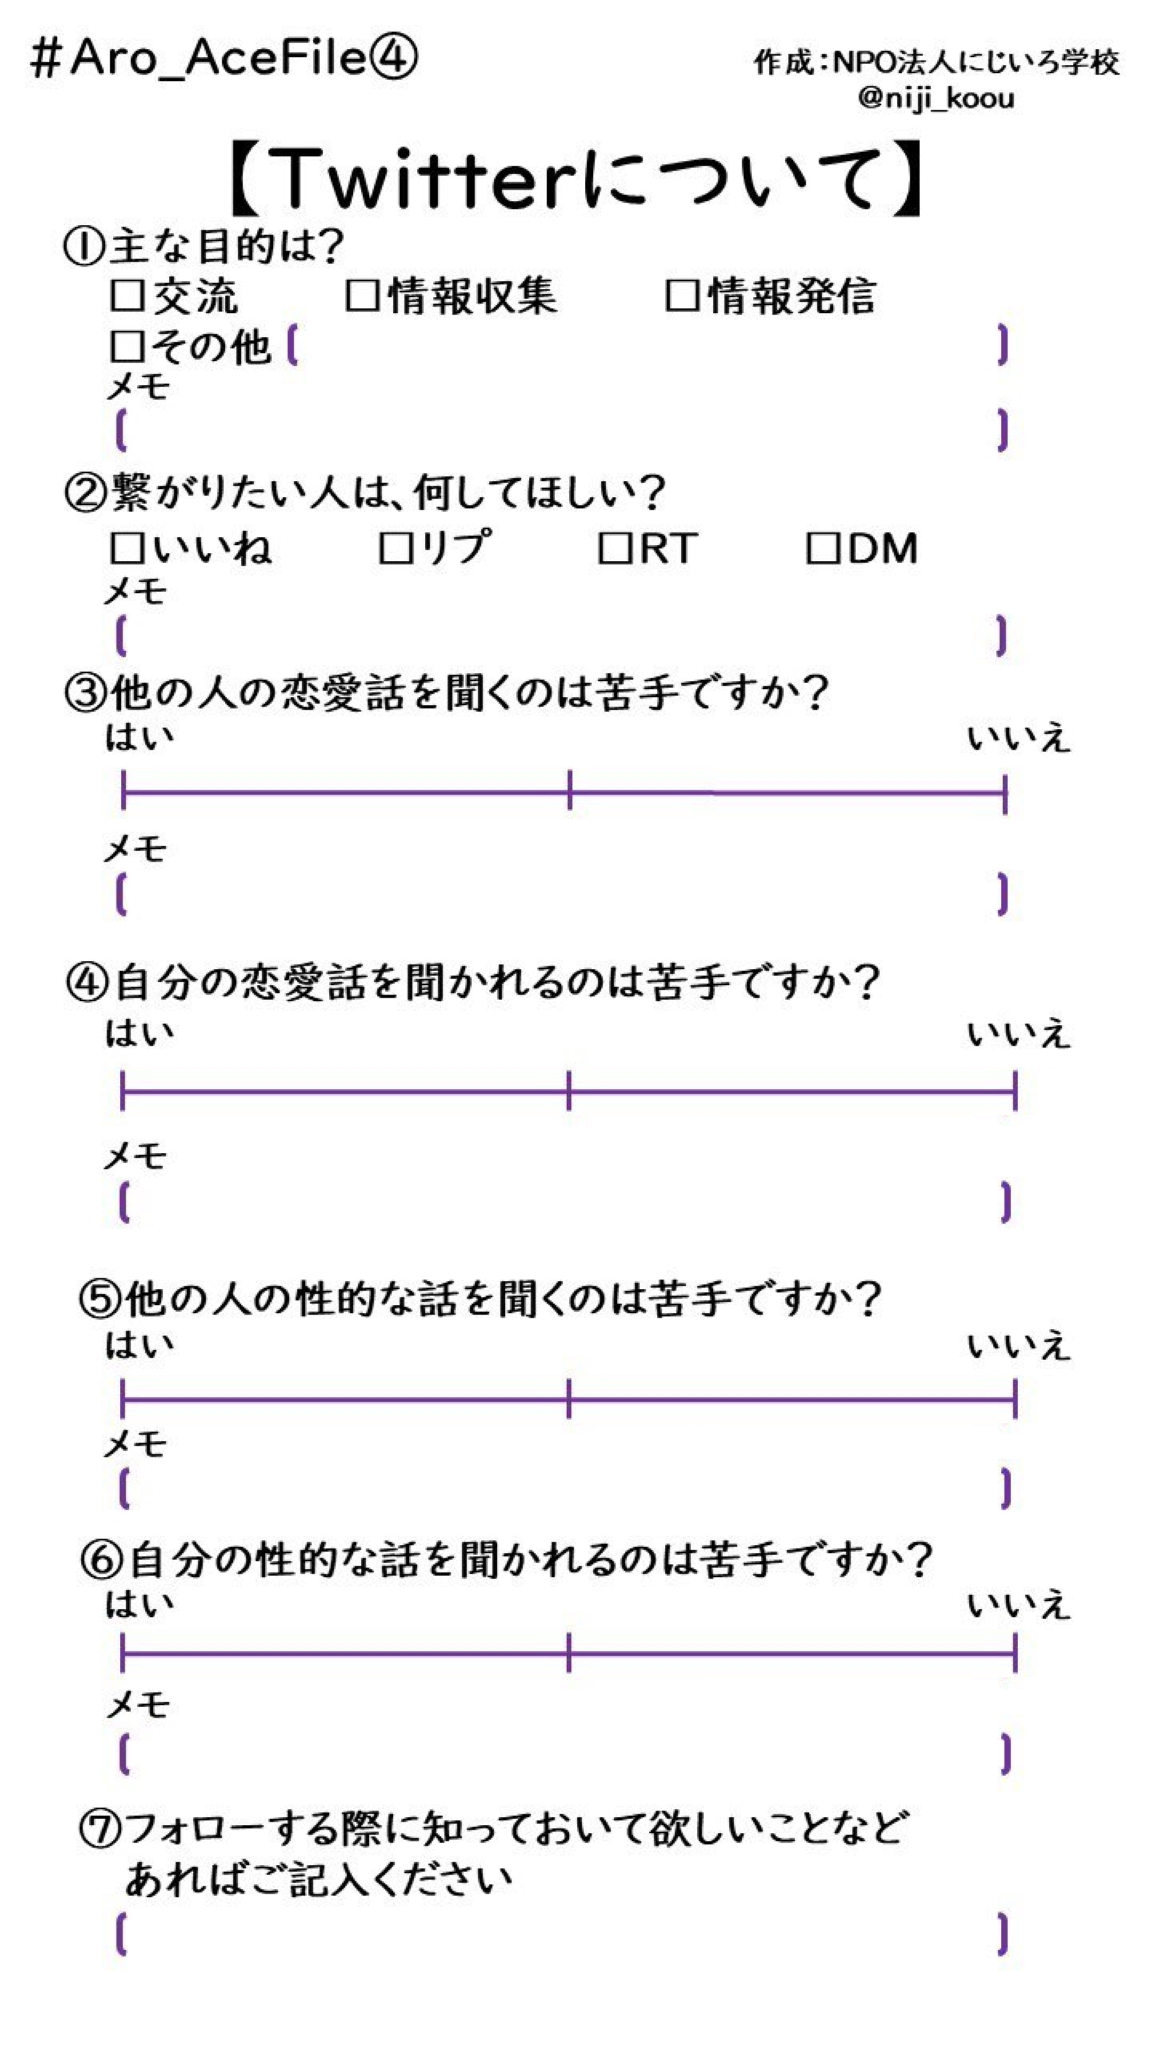 #Aro_AceFile④
作成：NPO法人にじいろ学校
@niji_koou
【Twitterについて】
①主な目的は？
□交流 □情報収集 □情報発信
□その他〔 〕
メモ
〔 〕
②繋がりたい人は、何してほしい？
□いいね □リプ □RT □DM
メモ
〔 〕
③他の人の恋愛話を聞くのは苦手ですか？
はい いいえ
メモ
〔 〕
④自分の恋愛話を聞かれるのは苦手ですか？
はい いいえ
メモ
〔 〕
⑤他の人の性的な話を聞くのは苦手ですか？
はい いいえ
メモ
〔 〕
⑥自分の性的な話を聞かれるのは苦手ですか？
はい いいえ
メモ
〔 〕
⑦フォローする際に知っておいて欲しいことなど
あればご記入ください
〔 〕